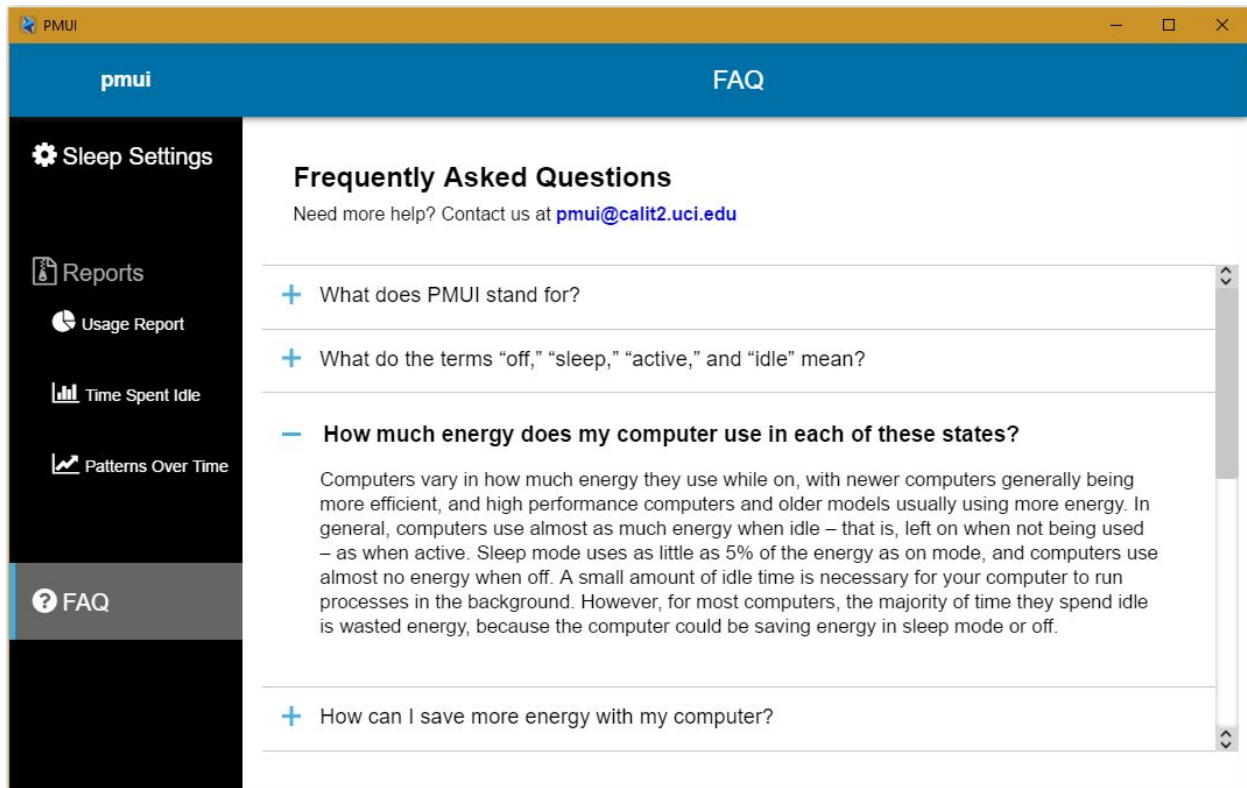 PMUI
pmui
FAQ
Sleep Settings
Reports
Usage Report
Time Spent Idle
Patterns Over Time
FAQ
Frequently Asked Questions
Need more help? Contact us at pmui@calit2.uci.edu
What does PMUI stand for?
What do the terms “off,” “sleep,” “active,” and “idle” mean?
How much energy does my computer use in each of these states?
Computers vary in how much energy they use while on, with newer computers generally being
more efficient, and high performance computers and older models usually using more energy. In
general, computers use almost as much energy when idle – that is, left on when not being used
– as when active. Sleep mode uses as little as 5% of the energy as on mode, and computers use
almost no energy when off. A small amount of idle time is necessary for your computer to run
processes in the background. However, for most computers, the majority of time they spend idle
is wasted energy, because the computer could be saving energy in sleep mode or off.
How can I save more energy with my computer?